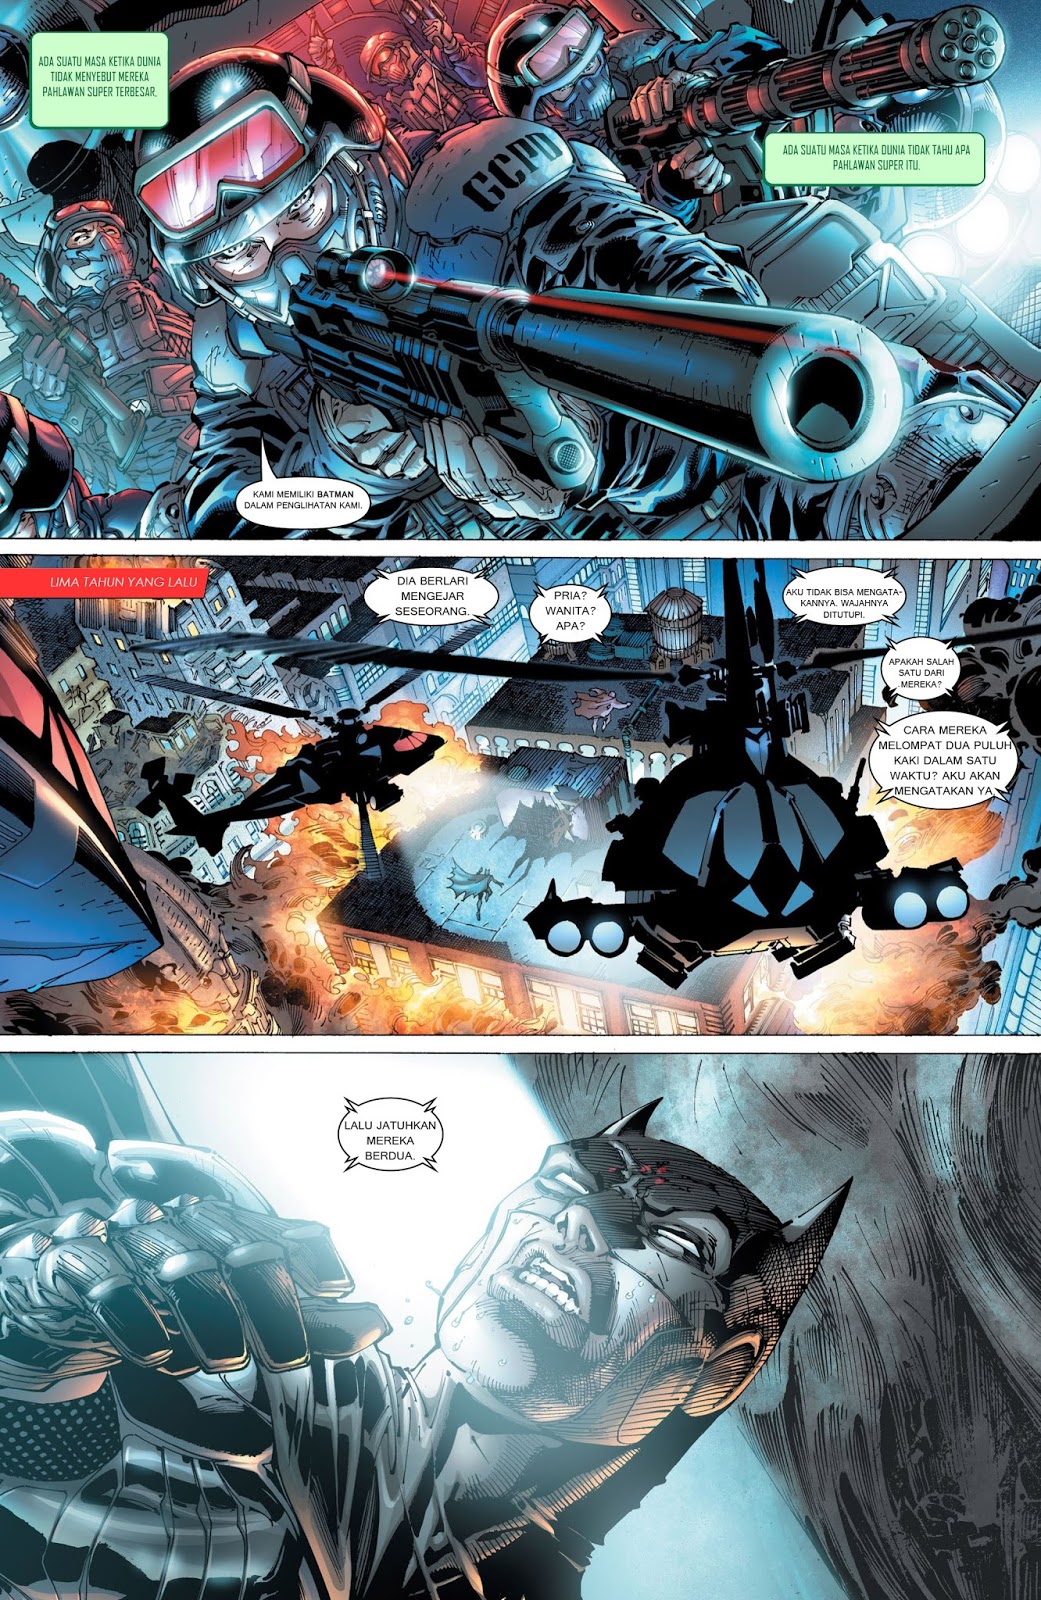 ADA SUATU MASA KETIKA DUNIA
TIDAK MENYEBUT MEREKA
PAHLAWAN SUPER TERBESAR.
ADA SUATU MASA KETIKA DUNIA TIDAK TAHU APA
PAHLAWAN SUPER ITU.
GCPD
KAMI MEMILIKI BATMAN
DALAM PENGLIHATAN KAMI.
LIMA TAHUN YANG LALU
DIA BERLARI
MENGEJAR
SESEORANG.
PRIA?
WANITA?
APA?
AKU TIDAK BISA MENGATA-
KANNYA. WAJAHNYA
DITUTUPI.
APAKAH SALAH
SATU DARI
MEREKA?
CARA MEREKA
MELOMPAT DUA PULUH
KAKI DALAM SATU
WAKTU? AKU AKAN
MENGATAKAN YA.
LALU JATUHKAN
MEREKA
BERDUA.